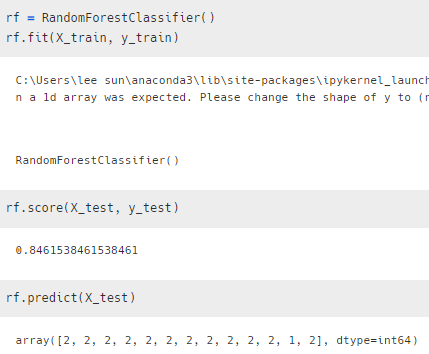 rf = RandomForestClassifier()
rf.fit(X_train, y_train)
C:\Users\lee sun\anaconda3\lib\site-packages\ipykernel_launch
n a 1d array was expected. Please change the shape of y to (
RandomForestClassifier()
rf.score(X_test, y_test)
0.8461538461538461
rf.predict(X_test)
array([2, 2, 2, 2, 2, 2, 2, 2, 2, 2, 2, 1, 2], dtype=int64)